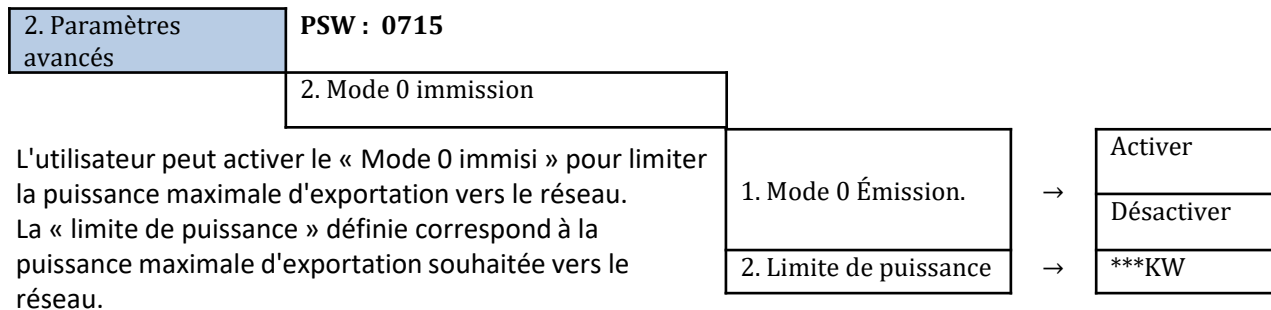 2. Paramètres
avancés
PSW : 0715
2. Mode 0 immission
L'utilisateur peut activer le « Mode 0 immisi » pour limiter
la puissance maximale d'exportation vers le réseau.
La « limite de puissance » définie correspond à la
puissance maximale d'exportation souhaitée vers le
réseau.
1. Mode 0 Émission. →
Activer
Désactiver
2. Limite de puissance → ***KW